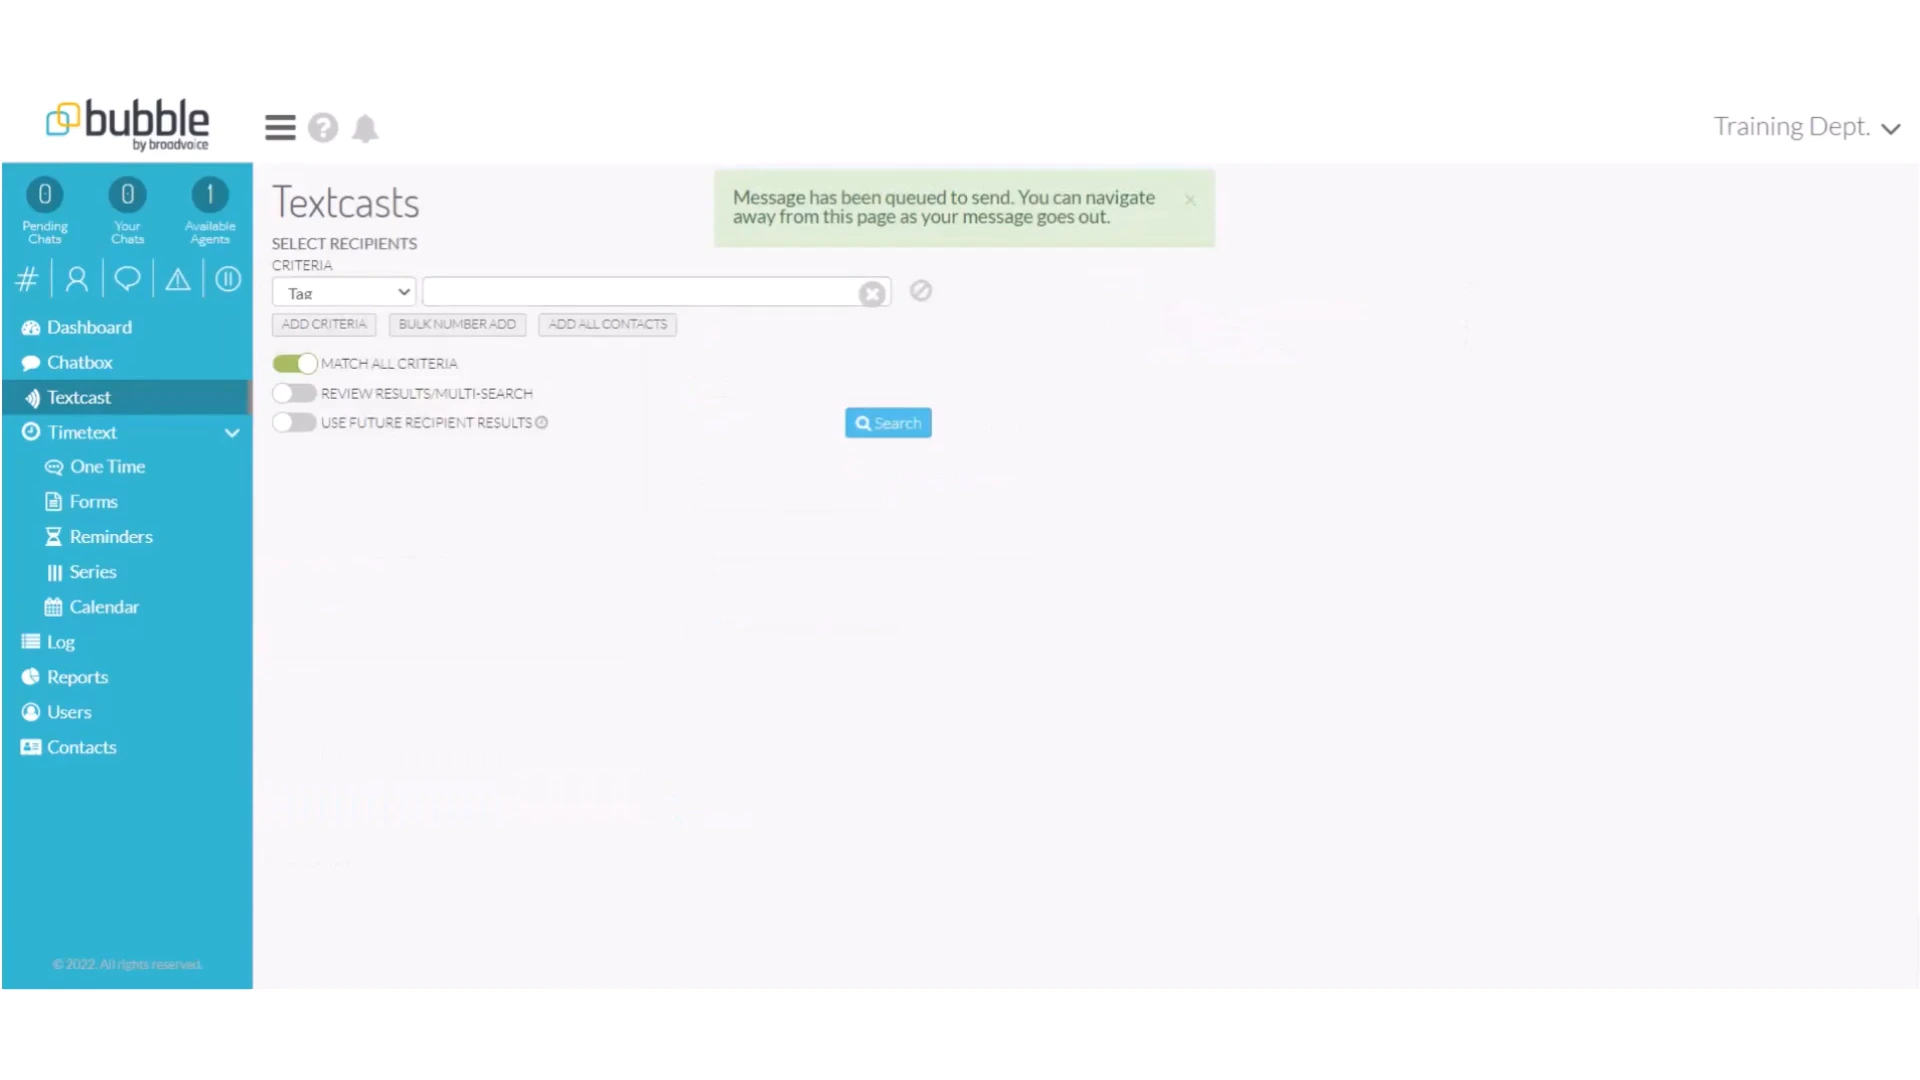 bubble
by broadvoice
?
Training Dept.
0
0
1
Pending
Chats
Your
Chats
Available
Agents
#
Dashboard
Chatbox
Textcast
Timetext
One Time
Forms
Reminders
Series
Calendar
Log
Reports
Users
Contacts
© 2022. All rights reserved.
Textcasts
Message has been queued to send. You can navigate
away from this page as your message goes out.
×
SELECT RECIPIENTS
CRITERIA
Tag
ADD CRITERIA
BULK NUMBER ADD
ADD ALL CONTACTS
MATCH ALL CRITERIA
REVIEW RESULTS/MULTI-SEARCH
USE FUTURE RECIPIENT RESULTS
Search